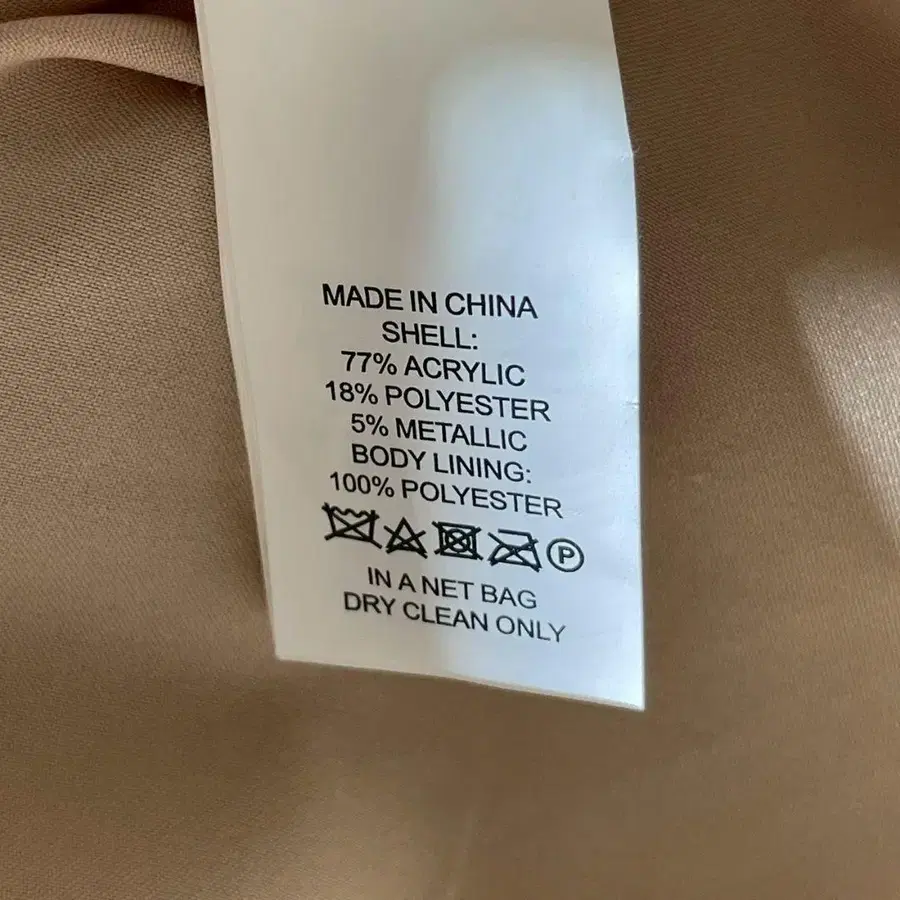 MADE IN CHINA
SHELL:
77% ACRYLIC
18% POLYESTER
5% METALLIC
BODY LINING:
100% POLYESTER
P
IN A NET BAG
DRY CLEAN ONLY